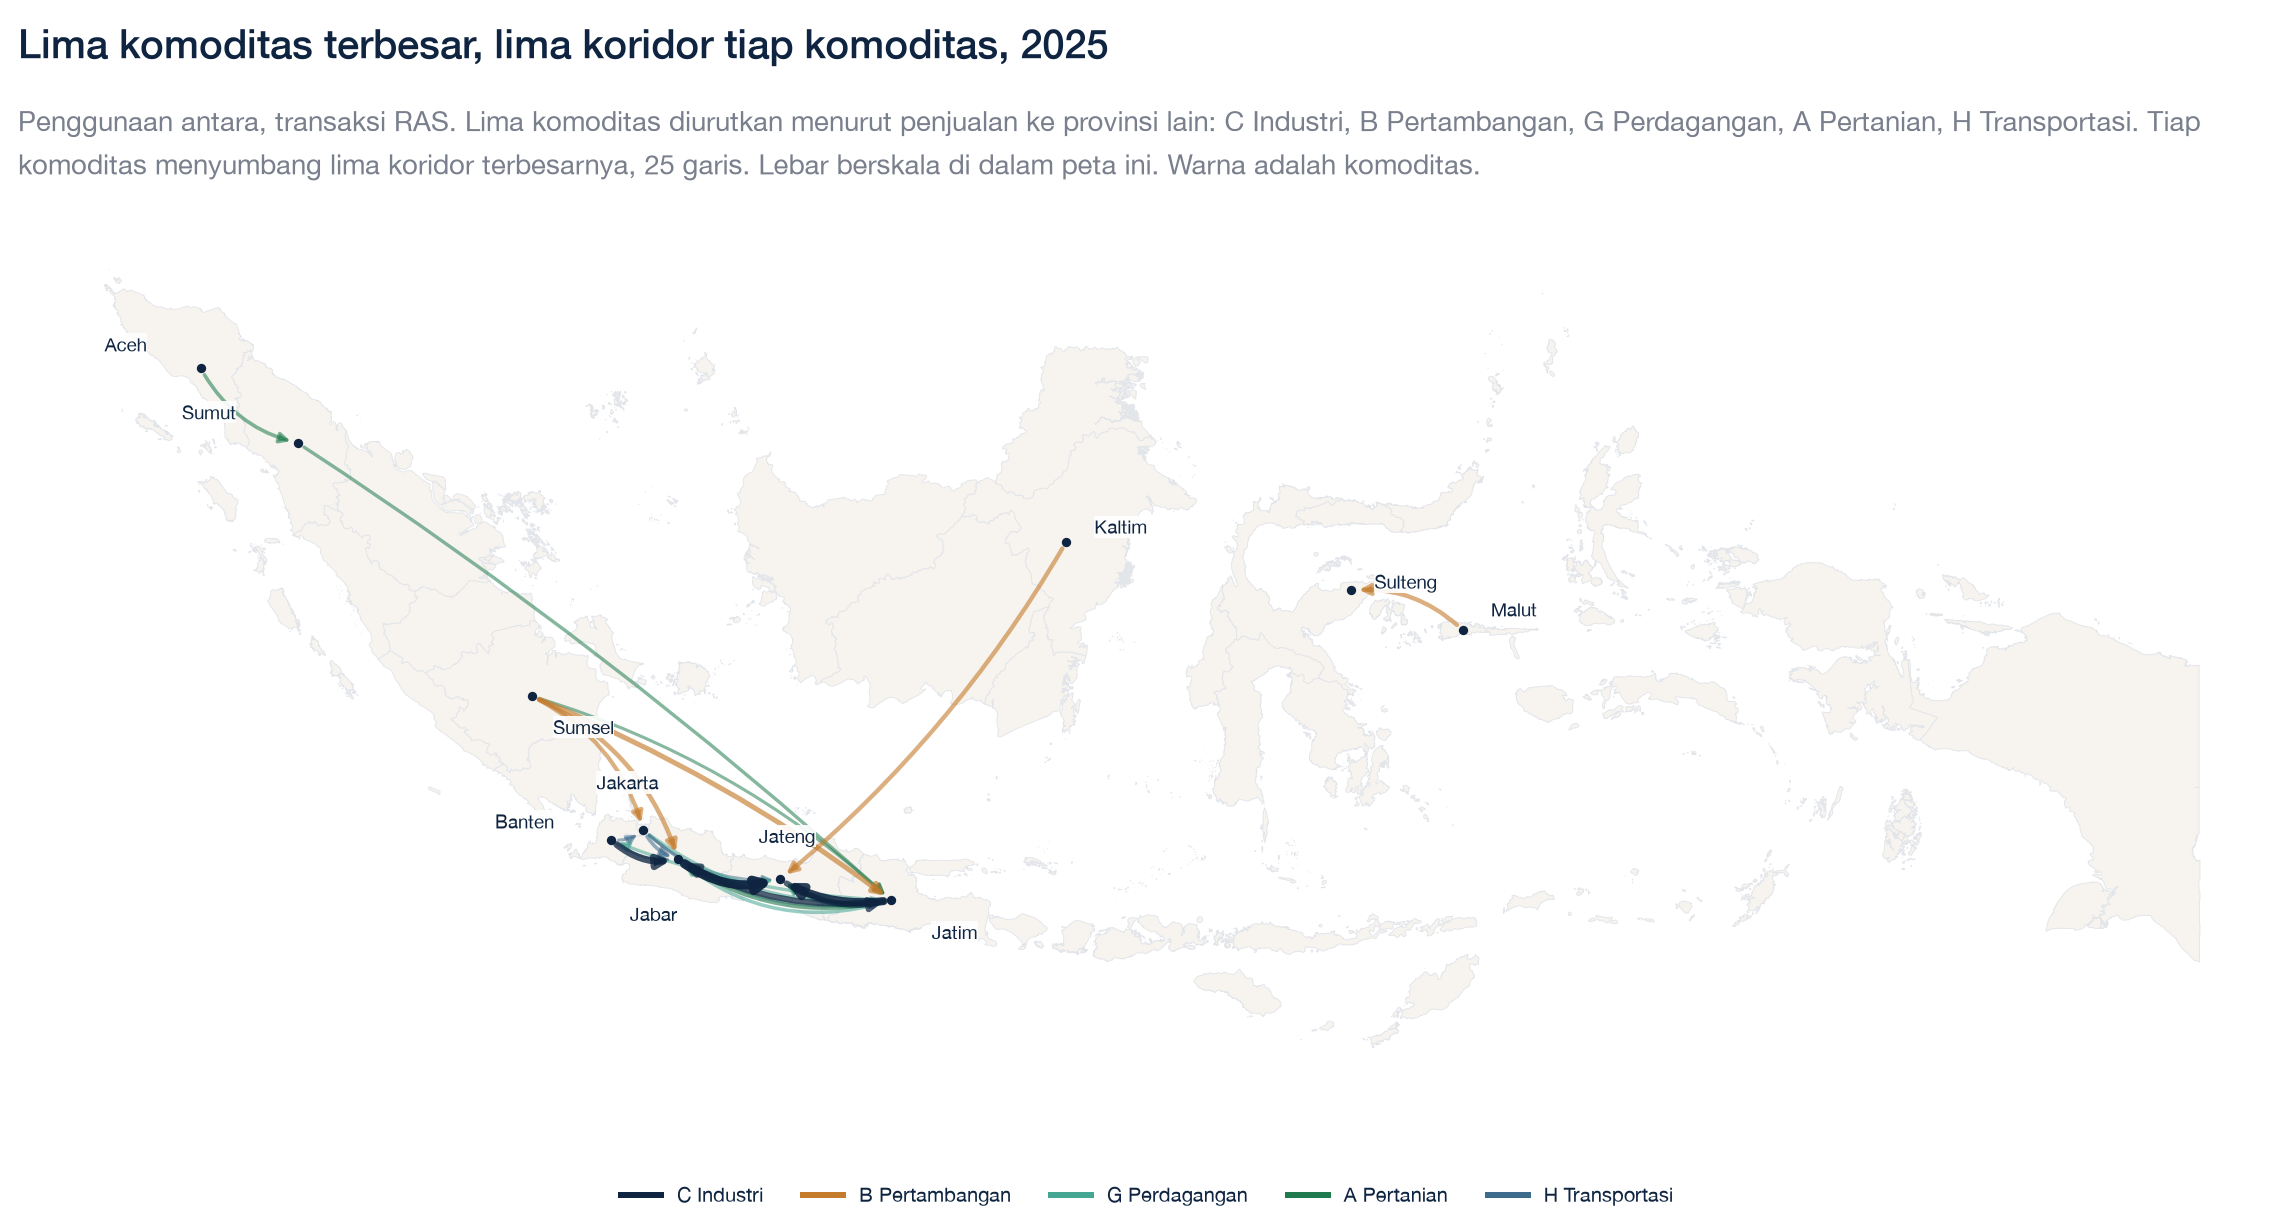 Lima komoditas terbesar, lima koridor tiap komoditas, 2025
Penggunaan antara, transaksi RAS. Lima komoditas diurutkan menurut penjualan ke provinsi lain: C Industri, B Pertambangan, G Perdagangan, A Pertanian, H Transportasi. Tiap
komoditas menyumbang lima koridor terbesarnya, 25 garis. Lebar berskala di dalam peta ini. Warna adalah komoditas.
Aceh
Sumut
Kaltim
Sulteng
Malut
Sumsel
Jakarta
Banten
Jateng
Jabar
Jatim
C Industri
B Pertambangan
G Perdagangan
A Pertanian
H Transportasi